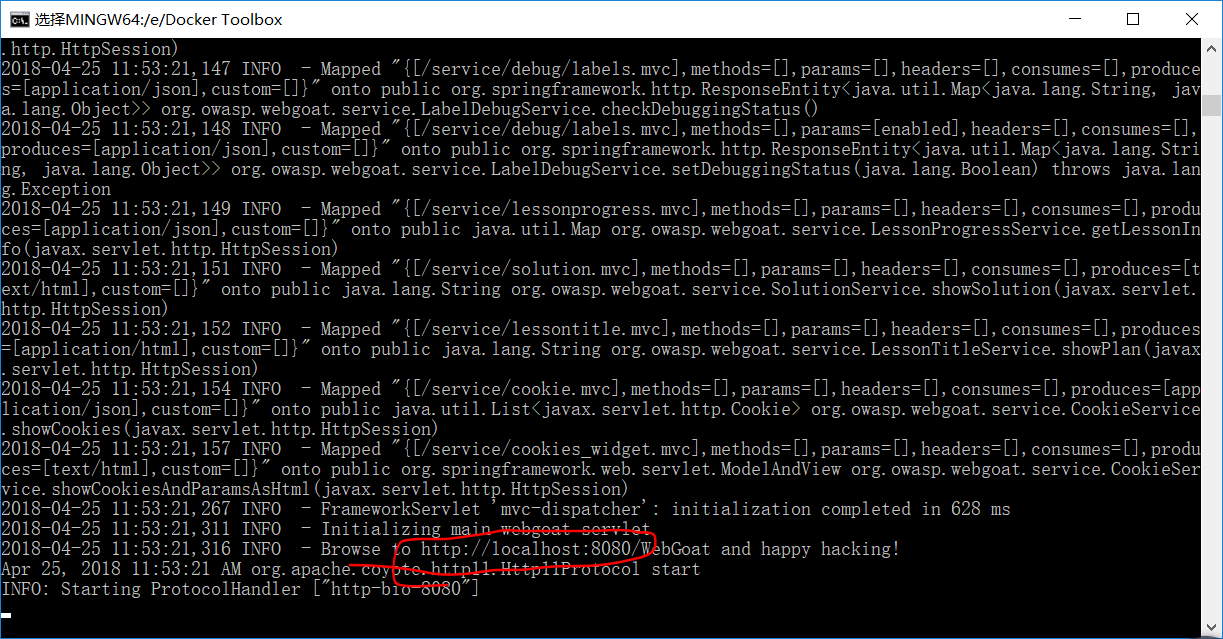 选择MINGW64:/e/Docker Toolbox
.http.HttpSession)
2018-04-25 11:53:21,147 INFO  - Mapped "{[/service/debug/labels.mvc],methods=[],params=[],headers=[],consumes=[],produce
s=[application/json],custom=[]}" onto public org.springframework.http.ResponseEntity<java.util.Map<java.lang.String, jav
a.lang.Object>> org.owasp.webgoat.service.LabelDebugService.checkDebuggingStatus()
2018-04-25 11:53:21,148 INFO  - Mapped "{[/service/debug/labels.mvc],methods=[],params=[enabled],headers=[],consumes=[],
produces=[application/json],custom=[]}" onto public org.springframework.http.ResponseEntity<java.util.Map<java.lang.Stri
ng, java.lang.Object>> org.owasp.webgoat.service.LabelDebugService.setDebuggingStatus(java.lang.Boolean) throws java.lan
g.Exception
2018-04-25 11:53:21,149 INFO  - Mapped "{[/service/lessonprogress.mvc],methods=[],params=[],headers=[],consumes=[],produ
ces=[application/json],custom=[]}" onto public java.util.Map org.owasp.webgoat.service.LessonProgressService.getLessonIn
fo(javax.servlet.http.HttpSession)
2018-04-25 11:53:21,151 INFO  - Mapped "{[/service/solution.mvc],methods=[],params=[],headers=[],consumes=[],produces=[t
ext/html],custom=[]}" onto public java.lang.String org.owasp.webgoat.service.SolutionService.showSolution(javax.servlet.
http.HttpSession)
2018-04-25 11:53:21,152 INFO  - Mapped "{[/service/lessontitle.mvc],methods=[],params=[],headers=[],consumes=[],produces
=[application/html],custom=[]}" onto public java.lang.String org.owasp.webgoat.service.LessonTitleService.showPlan(javax
.servlet.http.HttpSession)
2018-04-25 11:53:21,154 INFO  - Mapped "{[/service/cookie.mvc],methods=[],params=[],headers=[],consumes=[],produces=[app
lication/json],custom=[]}" onto public java.util.List<javax.servlet.http.Cookie> org.owasp.webgoat.service.CookieService
.showCookies(javax.servlet.http.HttpSession)
2018-04-25 11:53:21,157 INFO  - Mapped "{[/service/cookies_widget.mvc],methods=[],params=[],headers=[],consumes=[],produ
ces=[text/html],custom=[]}" onto public org.springframework.web.servlet.ModelAndView org.owasp.webgoat.service.CookieSer
vice.showCookiesAndParamsAsHtml(javax.servlet.http.HttpSession)
2018-04-25 11:53:21,267 INFO  - FrameworkServlet 'mvc-dispatcher': initialization completed in 628 ms
2018-04-25 11:53:21,311 INFO  - Initializing main webgoat servlet
2018-04-25 11:53:21,316 INFO  - Browse to http://localhost:8080/WebGoat and happy hacking!
Apr 25, 2018 11:53:21 AM org.apache.coyote.http11.Http11Protocol start
INFO: Starting ProtocolHandler ["http-bio-8080"]